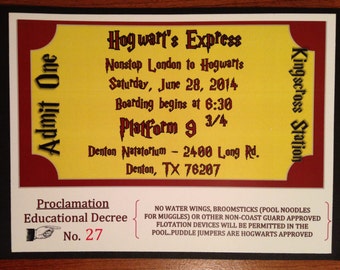 Admit One
Hogwart's Express
Nonstop London to Hogwarts
Saturday, June 28, 2014
Boarding begins at 6:30
Platform 9 3/4
Denton Natatorium - 2400 Long Rd.
Denton, TX 76207
Kingscross Station
Proclamation
Educational Decree
No. 27
NO WATER WINGS, BROOMSTICKS (POOL NOODLES
FOR MUGGLES) OR OTHER NON-COAST GUARD APPROVED
FLOTATION DEVICES WILL BE PERMITTED IN THE
POOL..PUDDLE JUMPERS ARE HOGWARTS APPROVED